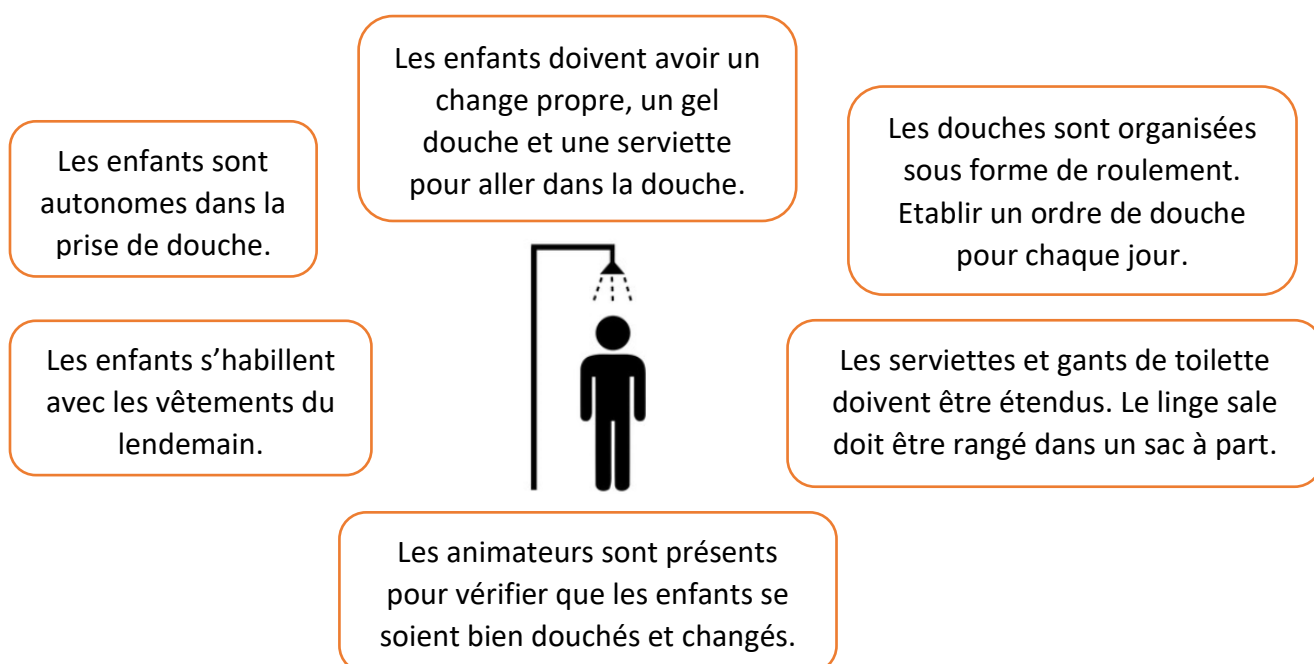 Les enfants doivent avoir un
change propre, un gel
douche et une serviette
pour aller dans la douche.
Les enfants sont
autonomes dans la
prise de douche.
Les douches sont organisées
sous forme de roulement.
Etablir un ordre de douche
pour chaque jour.
Les enfants s’habillent
avec les vêtements du
lendemain.
Les serviettes et gants de toilette
doivent être étendus. Le linge sale
doit être rangé dans un sac à part.
Les animateurs sont présents
pour vérifier que les enfants se
soient bien douchés et changés.